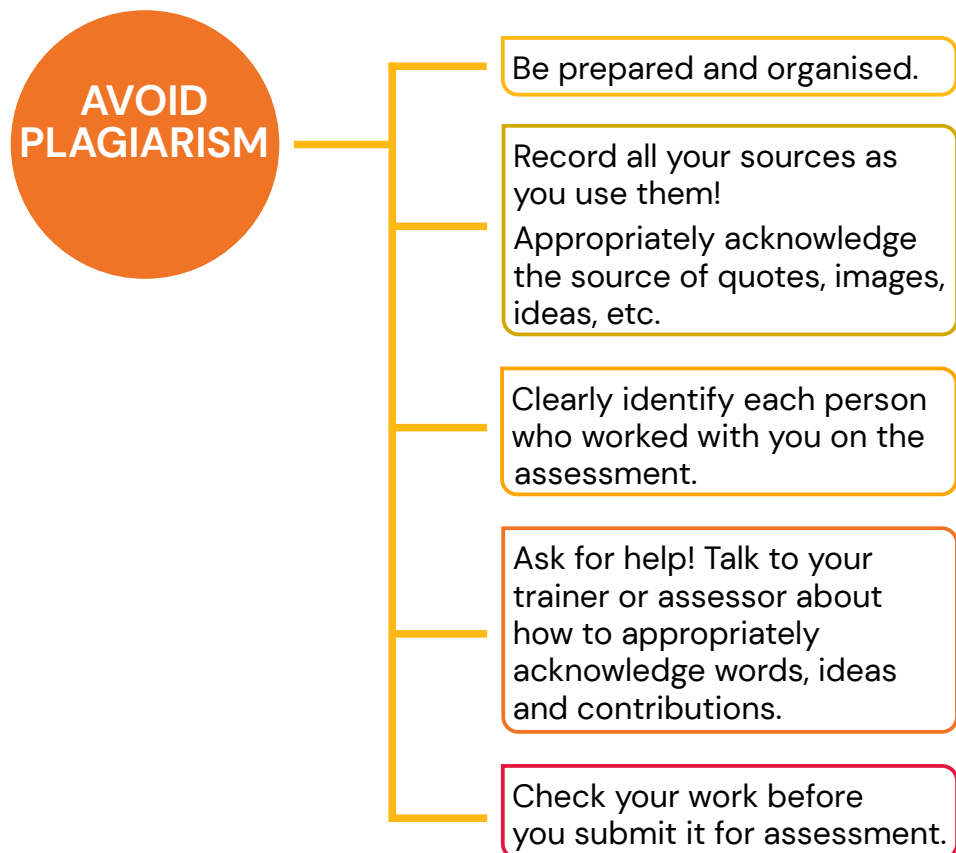 AVOID
PLAGIARISM
Be prepared and organised.
Record all your sources as
you use them!
Appropriately acknowledge
the source of quotes, images,
ideas, etc.
Clearly identify each person
who worked with you on the
assessment.
Ask for help! Talk to your
trainer or assessor about
how to appropriately
acknowledge words, ideas
and contributions.
Check your work before
you submit it for assessment.